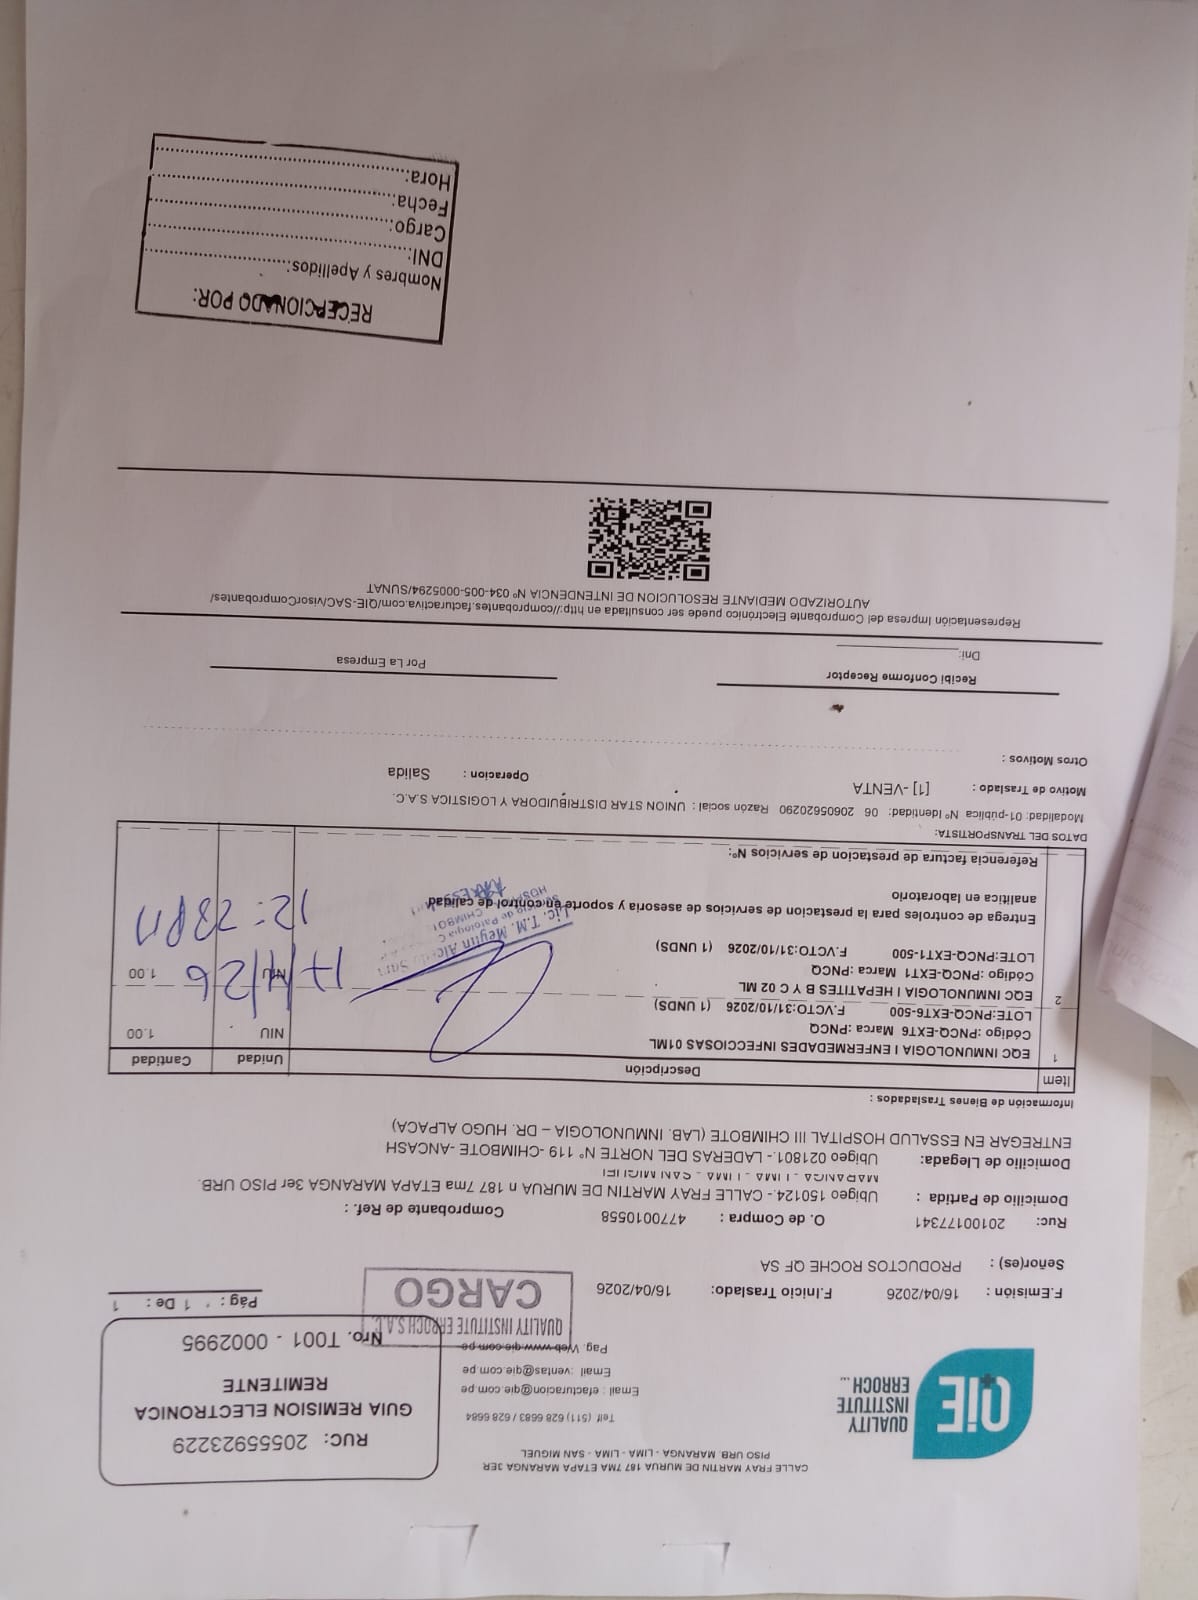 QiE
QUALITY
INSTITUTE
ERROCH ...
CALLE FRAY MARTIN DE MURUA 187 7MA ETAPA MARANGA 3ER
PISO URB. MARANGA - LIMA - LIMA - SAN MIGUEL
Telf (511) 628 6683 / 628 6684
Email : efacturacion@qie.com.pe
Email :ventas@qie.com.pe
Pag. Web www.qie.com.pe
RUC: 20555923229
GUIA REMISION ELECTRONICA
REMITENTE
Nro. T001 - 0002995
QUALITY INSTITUTE ERROCH S.A.C.
CARGO
Pág : 1 De : 1
F.Emisión : 16/04/2026 F.Inicio Traslado: 16/04/2026
Señor(es) : PRODUCTOS ROCHE QF SA
Ruc: 20100177341 O. de Compra : 4770010558 Comprobante de Ref. :
Domicilio de Partida : Ubigeo 150124.- CALLE FRAY MARTIN DE MURUA n 187 7ma ETAPA MARANGA 3er PISO URB.
MARANGA - LIMA - LIMA - SAN MIGUEL
Domicilio de Llegada: Ubigeo 021801.- LADERAS DEL NORTE N° 119 -CHIMBOTE -ANCASH
ENTREGAR EN ESSALUD HOSPITAL III CHIMBOTE (LAB. INMUNOLOGIA – DR. HUGO ALPACA)
Información de Bienes Trasladados :
Item Descripción Unidad Cantidad
1 EQC INMUNOLOGIA I ENFERMEDADES INFECCIOSAS 01ML NIU 1.00
Código :PNCQ-EXT6 Marca :PNCQ
LOTE:PNCQ-EXT6-500 F.VCTO:31/10/2026 (1 UNDS)
2 EQC INMUNOLOGIA I HEPATITES B Y C 02 ML NIU 1.00
Código :PNCQ-EXT1 Marca :PNCQ
LOTE:PNCQ-EXT1-500 F.VCTO:31/10/2026 (1 UNDS)
17/4/26
12:28PM
Lic. T.M. Meylin
Entrega de controles para la prestacion de servicios de asesoria y soporte en control de calidad
analitica en laboratorio
Referencia factura de prestacion de servicios N°:
DATOS DEL TRANSPORTISTA:
Modalidad: 01-pública N° Identidad: 06 20605620290 Razón social : UNION STAR DISTRIBUIDORA Y LOGISTICA S.A.C.
Motivo de Traslado : [1] -VENTA Operacion : Salida
Otros Motivos :
Recibi Conforme Receptor Por La Empresa
Dni:
Representación Impresa del Comprobante Electrónico puede ser consultada en http://comprobantes.facturactiva.com/QIE-SAC/visorComprobantes/
AUTORIZADO MEDIANTE RESOLUCION DE INTENDENCIA N° 034-005-0005294/SUNAT
RECEPCIONADO POR:
Nombres y Apellidos:
DNI:
Cargo:
Fecha:
Hora: